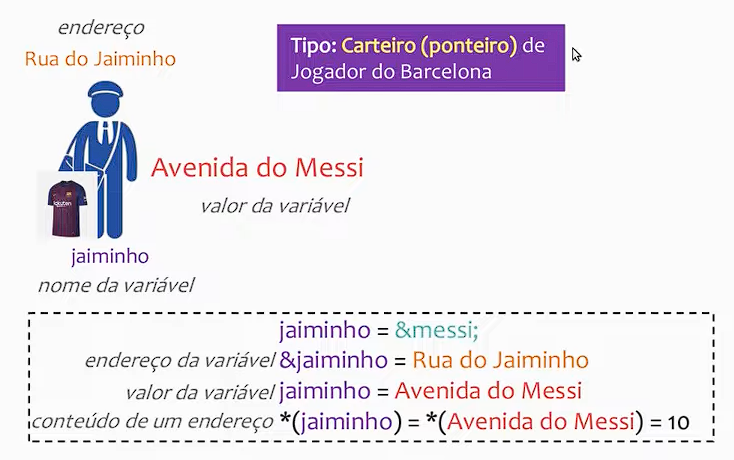 endereço
Rua do Jaiminho
Tipo: Carteiro (ponteiro) de
Jogador do Barcelona
Avenida do Messi
valor da variável
Rakuten
jaiminho
nome da variável
jaiminho = &messi;
endereço da variável &jaiminho = Rua do Jaiminho
valor da variável jaiminho = Avenida do Messi
conteúdo de um endereço *(jaiminho) = *(Avenida do Messi) = 10